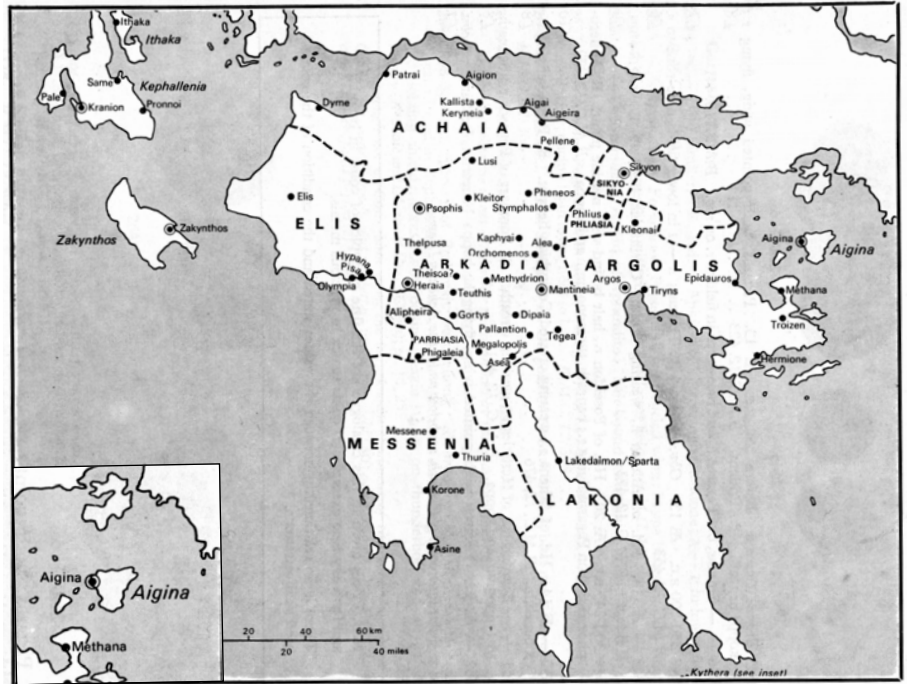 Ithaka
Ithaka
Same
Kephallenia
Pale
Kranion
Pronnoi
Patrai
Aigion
Dyme
Kallista
Keryneia
Aigai
Aigeira
ACHAIA
Pellene
Lusi
Sikyon
SIKYO-
NIA
Elis
Psophis
Kleitor
Pheneos
Stymphalos
Phlius
PHLIASIA
Kleonai
ELIS
Zakynthos
Zakynthos
Kaphyai
Alea
Aigina
Aigina
Thelpusa
Orchomenos
ARKADIA
ARGOLIS
Hypana
Pisa
Olympia
Theisoa?
Heraia
Methydrion
Teuthis
Mantineia
Argos
Tiryns
Epidauros
Methana
Troizen
Alipheira
Gortys
Dipaia
Pallantion
Tegea
PARRHASIA
Megalopolis
Phigaleia
Asea
Hermione
Messene
MESSENIA
Thuria
Lakedaimon/Sparta
Korone
LAKONIA
Asine
Aigina
Aigina
Methana
20 40 60 km
20 40 miles
Kythera (see inset)